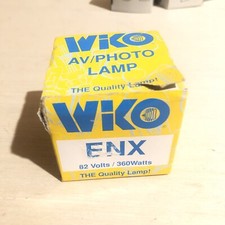 WIKO
AV/PHOTO
LAMP
THE Quality Lamp!
WIKO
ENX
82 Volts / 360Watts
THE Quality Lamp!